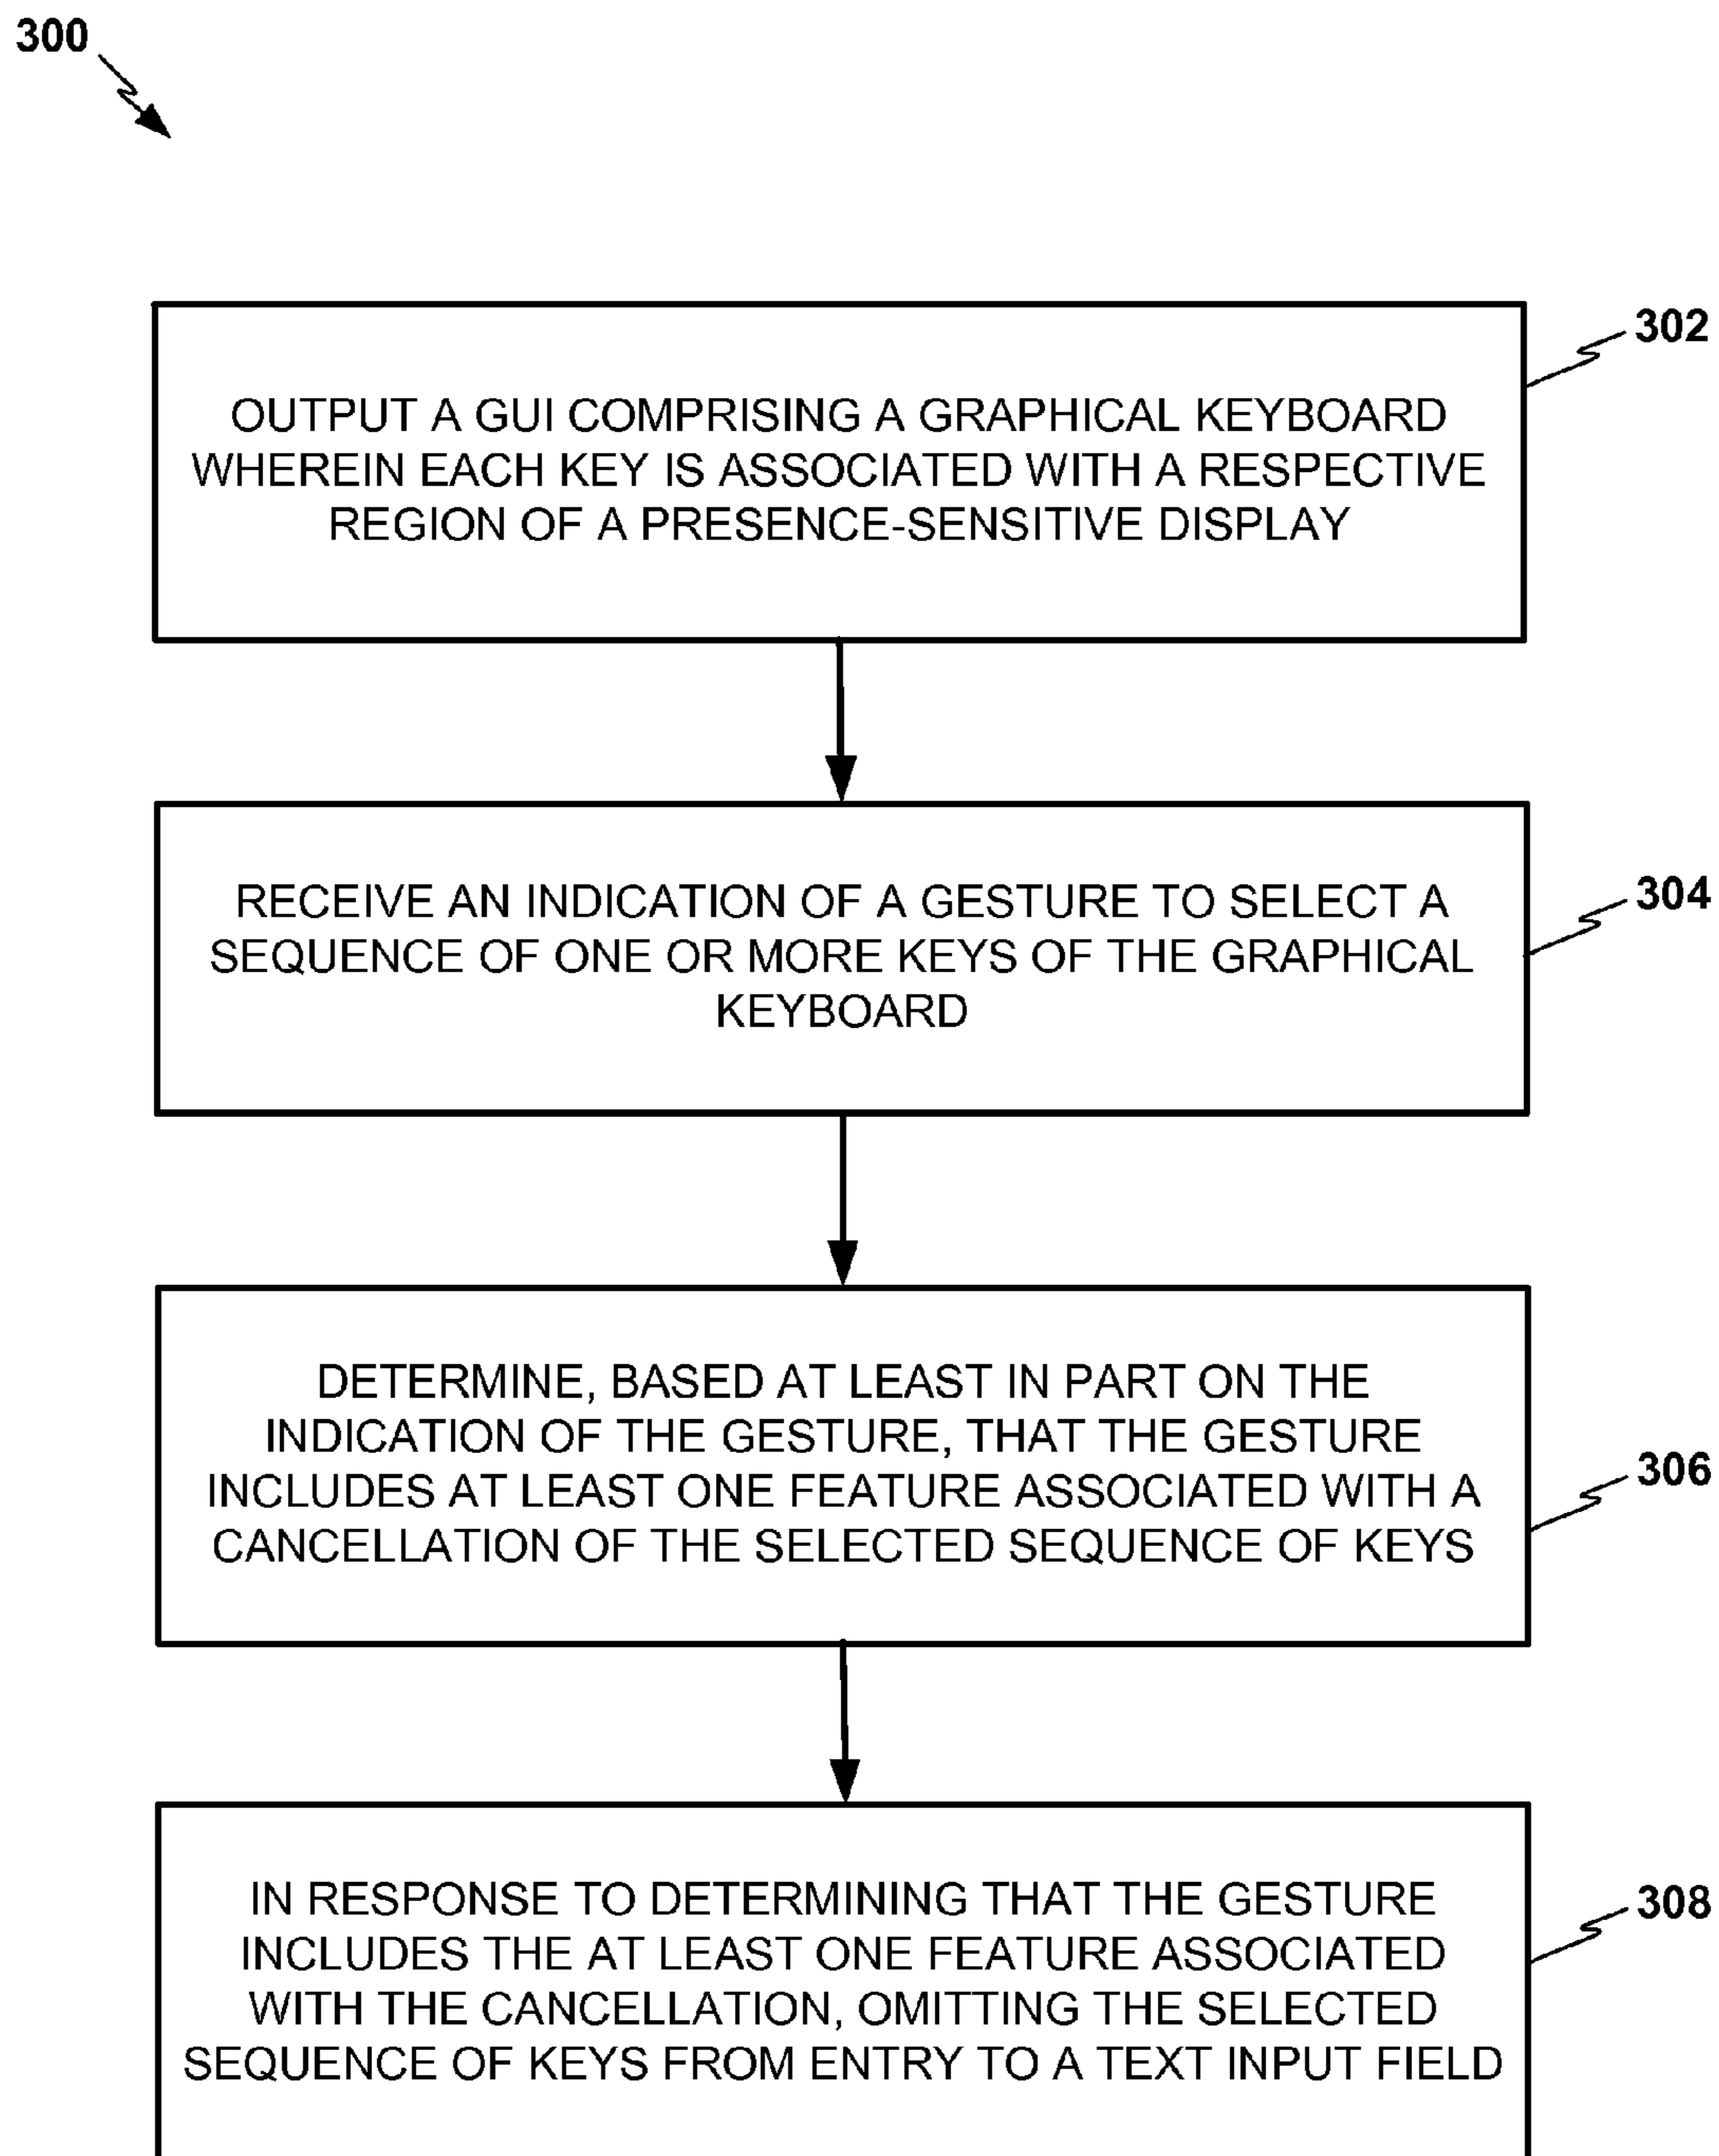 300
302
OUTPUT A GUI COMPRISING A GRAPHICAL KEYBOARD
WHEREIN EACH KEY IS ASSOCIATED WITH A RESPECTIVE
REGION OF A PRESENCE-SENSITIVE DISPLAY
304
RECEIVE AN INDICATION OF A GESTURE TO SELECT A
SEQUENCE OF ONE OR MORE KEYS OF THE GRAPHICAL
KEYBOARD
306
DETERMINE, BASED AT LEAST IN PART ON THE
INDICATION OF THE GESTURE, THAT THE GESTURE
INCLUDES AT LEAST ONE FEATURE ASSOCIATED WITH A
CANCELLATION OF THE SELECTED SEQUENCE OF KEYS
308
IN RESPONSE TO DETERMINING THAT THE GESTURE
INCLUDES THE AT LEAST ONE FEATURE ASSOCIATED
WITH THE CANCELLATION, OMITTING THE SELECTED
SEQUENCE OF KEYS FROM ENTRY TO A TEXT INPUT FIELD